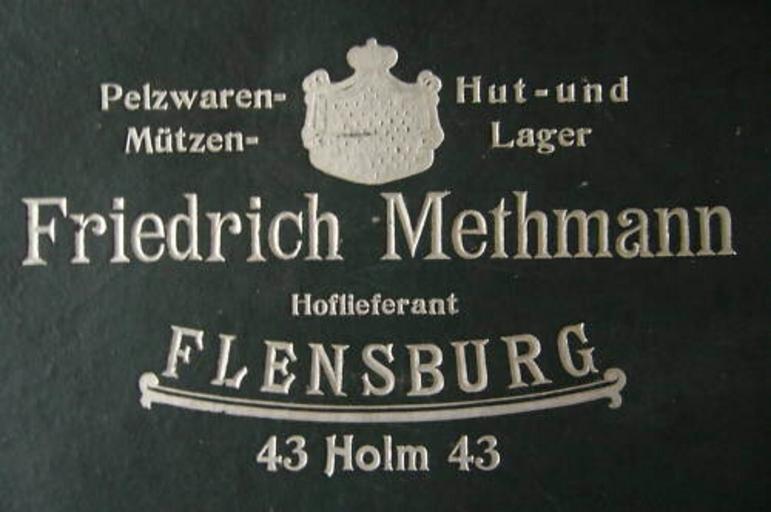 Pelzwaren- Hut-und
Mützen- Lager
Friedrich Methmann
Hoflieferant
FLENSBURG
43 Holm 43